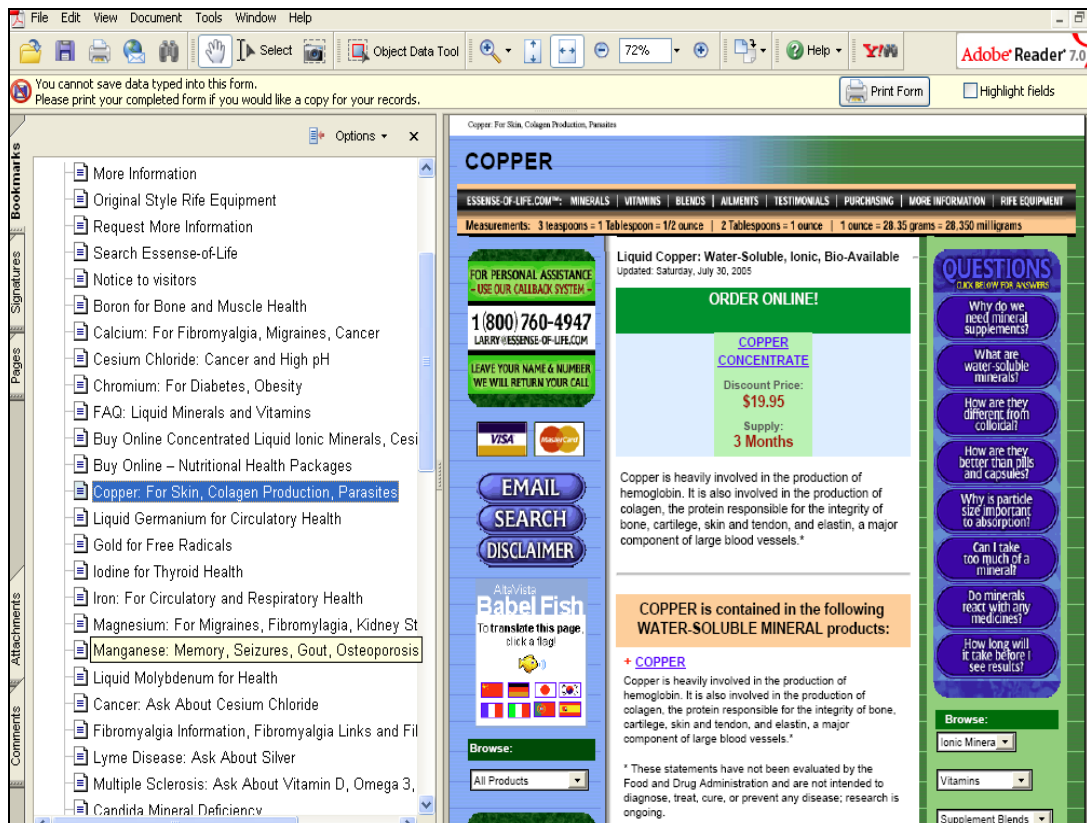 File Edit View Document Tools Window Help
Select
Object Data Tool
72%
Help
Y!
Adobe Reader 7.0
You cannot save data typed into this form.
Please print your completed form if you would like a copy for your records.
Print Form
Highlight fields
Options
x
Bookmarks
Signatures
Pages
Attachments
Comments
More Information
Original Style Rife Equipment
Request More Information
Search Essense-of-Life
Notice to visitors
Boron for Bone and Muscle Health
Calcium: For Fibromyalgia, Migraines, Cancer
Cesium Chloride: Cancer and High pH
Chromium: For Diabetes, Obesity
FAQ: Liquid Minerals and Vitamins
Buy Online Concentrated Liquid Ionic Minerals, Cesi
Buy Online – Nutritional Health Packages
Copper: For Skin, Colagen Production, Parasites
Liquid Germanium for Circulatory Health
Gold for Free Radicals
Iodine for Thyroid Health
Iron: For Circulatory and Respiratory Health
Magnesium: For Migraines, Fibromylagia, Kidney St
Manganese: Memory, Seizures, Gout, Osteoporosis
Liquid Molybdenum for Health
Cancer: Ask About Cesium Chloride
Fibromyalgia Information, Fibromyalgia Links and Fil
Lyme Disease: Ask About Silver
Multiple Sclerosis: Ask About Vitamin D, Omega 3,
Candida Mineral Deficiency
Copper: For Skin, Colagen Production, Parasites
COPPER
ESSENSE-OF-LIFE.COM™: MINERALS | VITAMINS | BLENDS | AILMENTS | TESTIMONIALS | PURCHASING | MORE INFORMATION | RIFE EQUIPMENT
Measurements: 3 teaspoons = 1 Tablespoon = 1/2 ounce | 2 Tablespoons = 1 ounce | 1 ounce = 28.35 grams = 28,350 milligrams
FOR PERSONAL ASSISTANCE
- USE OUR CALLBACK SYSTEM -
1 (800) 760-4947
LARRY@ESSENSE-OF-LIFE.COM
LEAVE YOUR NAME & NUMBER
WE WILL RETURN YOUR CALL
VISA
MasterCard
EMAIL
SEARCH
DISCLAIMER
AltaVista
Babel Fish
To translate this page,
click a flag!
Browse:
All Products
Liquid Copper: Water-Soluble, Ionic, Bio-Available
Updated: Saturday, July 30, 2005
ORDER ONLINE!
COPPER
CONCENTRATE
Discount Price:
$19.95
Supply:
3 Months
Copper is heavily involved in the production of
hemoglobin. It is also involved in the production of
colagen, the protein responsible for the integrity of
bone, cartilege, skin and tendon, and elastin, a major
component of large blood vessels.*
COPPER is contained in the following
WATER-SOLUBLE MINERAL products:
+ COPPER
Copper is heavily involved in the production of
hemoglobin. It is also involved in the production of
colagen, the protein responsible for the integrity of bone,
cartilege, skin and tendon, and elastin, a major
component of large blood vessels.*
* These statements have not been evaluated by the
Food and Drug Administration and are not intended to
diagnose, treat, cure, or prevent any disease; research is
ongoing.
QUESTIONS
CLICK BELOW FOR ANSWERS
Why do we
need mineral
supplements?
What are
water-soluble
minerals?
How are they
different from
colloidal?
How are they
better than pills
and capsules?
Why is particle
size important
to absorption?
Can I take
too much of a
mineral?
Do minerals
react with any
medicines?
How long will
it take before I
see results?
Browse:
Ionic Minera
Vitamins
Supplement Blends